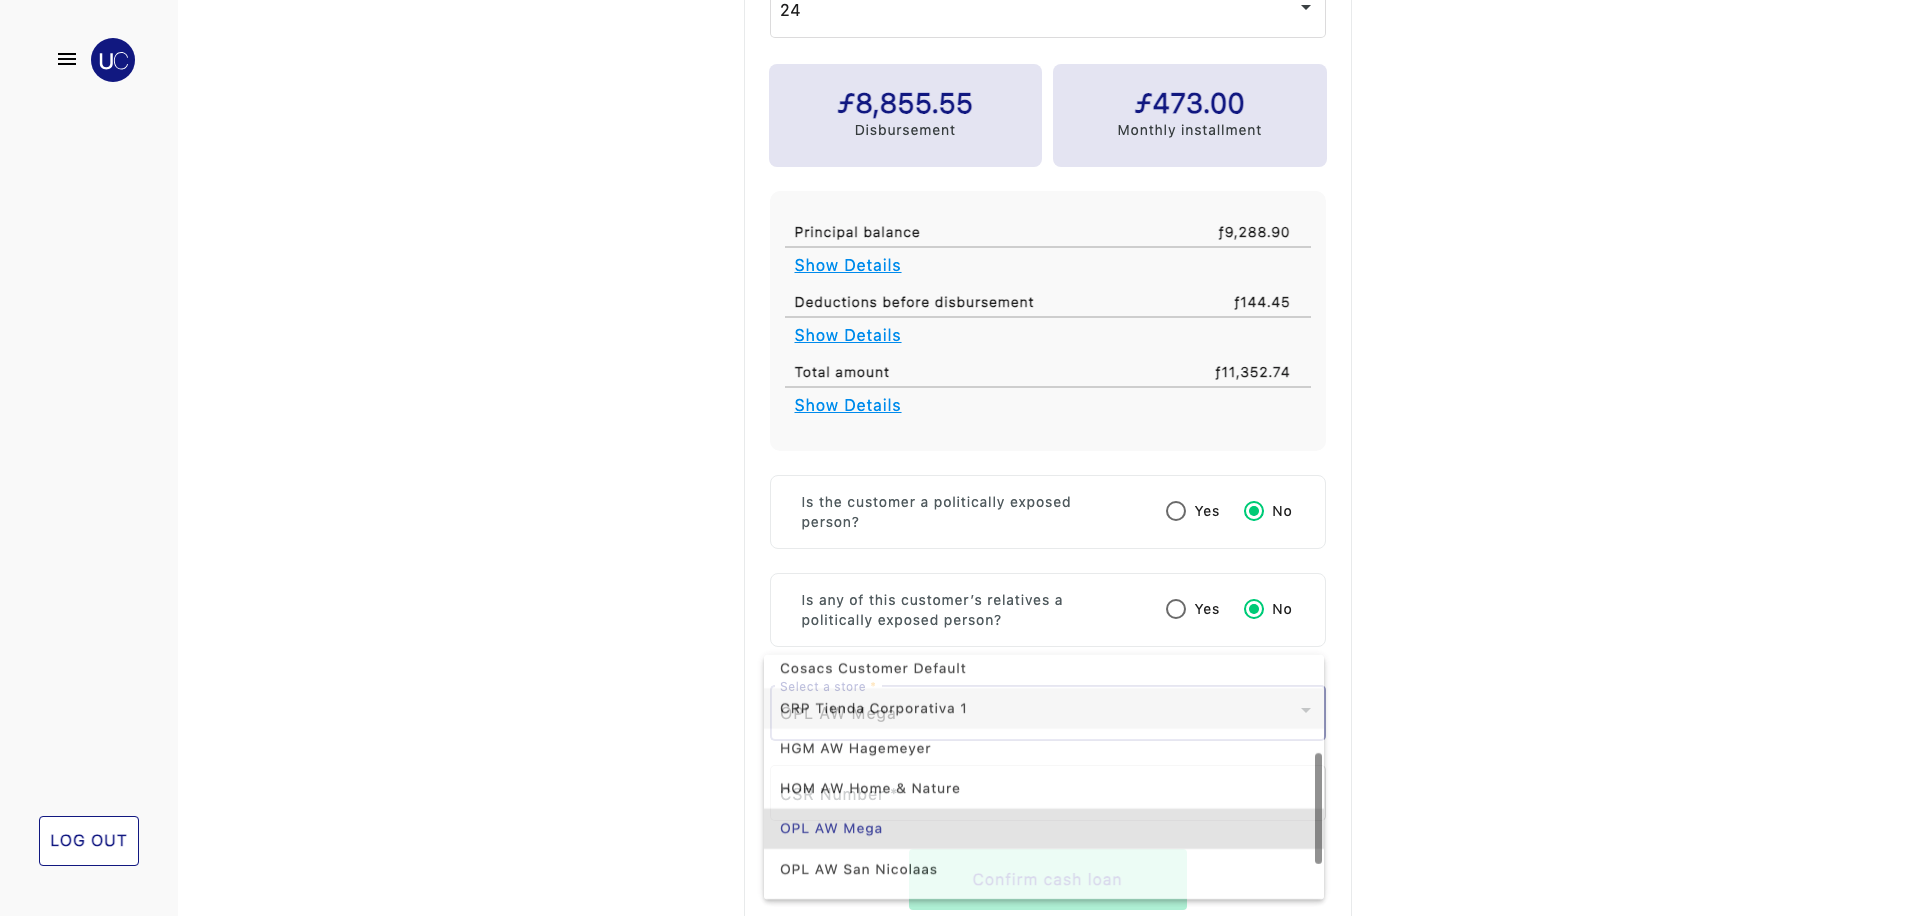 24
UC
ƒ8,855.55
Disbursement
ƒ473.00
Monthly installment
Principal balance ƒ9,288.90
Show Details
Deductions before disbursement ƒ144.45
Show Details
Total amount ƒ11,352.74
Show Details
Is the customer a politically exposed
person?
Yes No
Is any of this customer’s relatives a
politically exposed person?
Yes No
Cosacs Customer Default
Select a store *
CRP Tienda Corporativa 1
OPL AW Mega
HGM AW Hagemeyer
HOM AW Home & Nature
CSR Number *
OPL AW Mega
OPL AW San Nicolaas
Confirm cash loan
LOG OUT